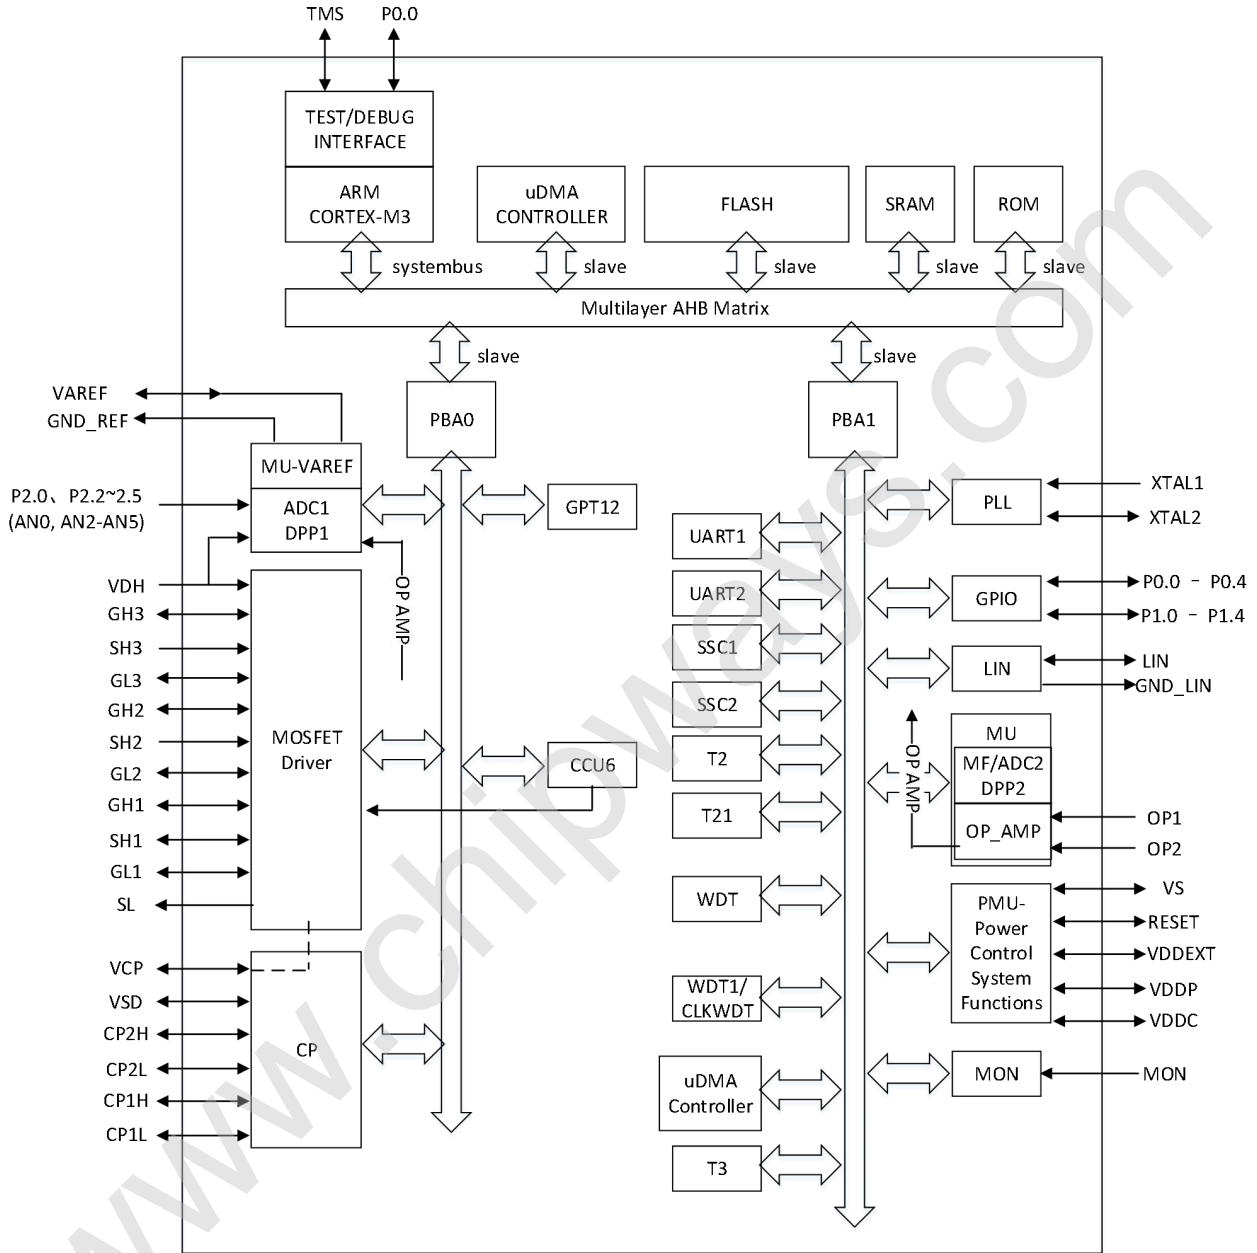 TMS
P0.0
TEST/DEBUG
INTERFACE
ARM
CORTEX-M3
uDMA
CONTROLLER
FLASH
SRAM
ROM
systembus
slave
slave
slave
slave
Multilayer AHB Matrix
slave
slave
PBA0
PBA1
VAREF
GND_REF
MU-VAREF
P2.0、P2.2~2.5
(AN0, AN2-AN5)
ADC1
DPP1
GPT12
OP AMP
VDH
GH3
SH3
GL3
GH2
SH2
GL2
GH1
SH1
GL1
SL
MOSFET
Driver
CCU6
VCP
VSD
CP2H
CP2L
CP1H
CP1L
CP
UART1
UART2
SSC1
SSC2
T2
T21
WDT
WDT1/
CLKWDT
uDMA
Controller
T3
PLL
XTAL1
XTAL2
GPIO
P0.0 - P0.4
P1.0 - P1.4
LIN
LIN
GND_LIN
OP AMP
MU
MF/ADC2
DPP2
OP_AMP
OP1
OP2
PMU-
Power
Control
System
Functions
VS
RESET
VDDEXT
VDDP
VDDC
MON
MON
www.chipways.com